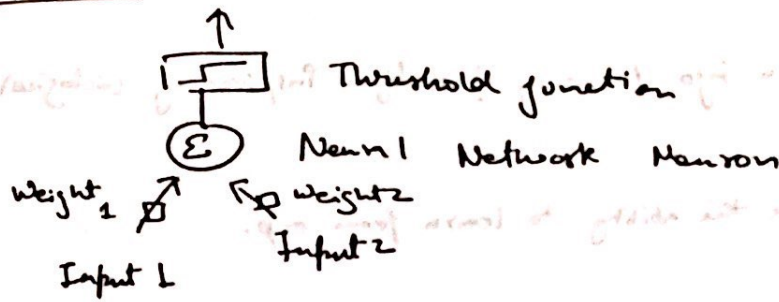 Threshold function
Σ
Neural Network Neuron
Weight 1
Weight 2
Input 1
Input 2